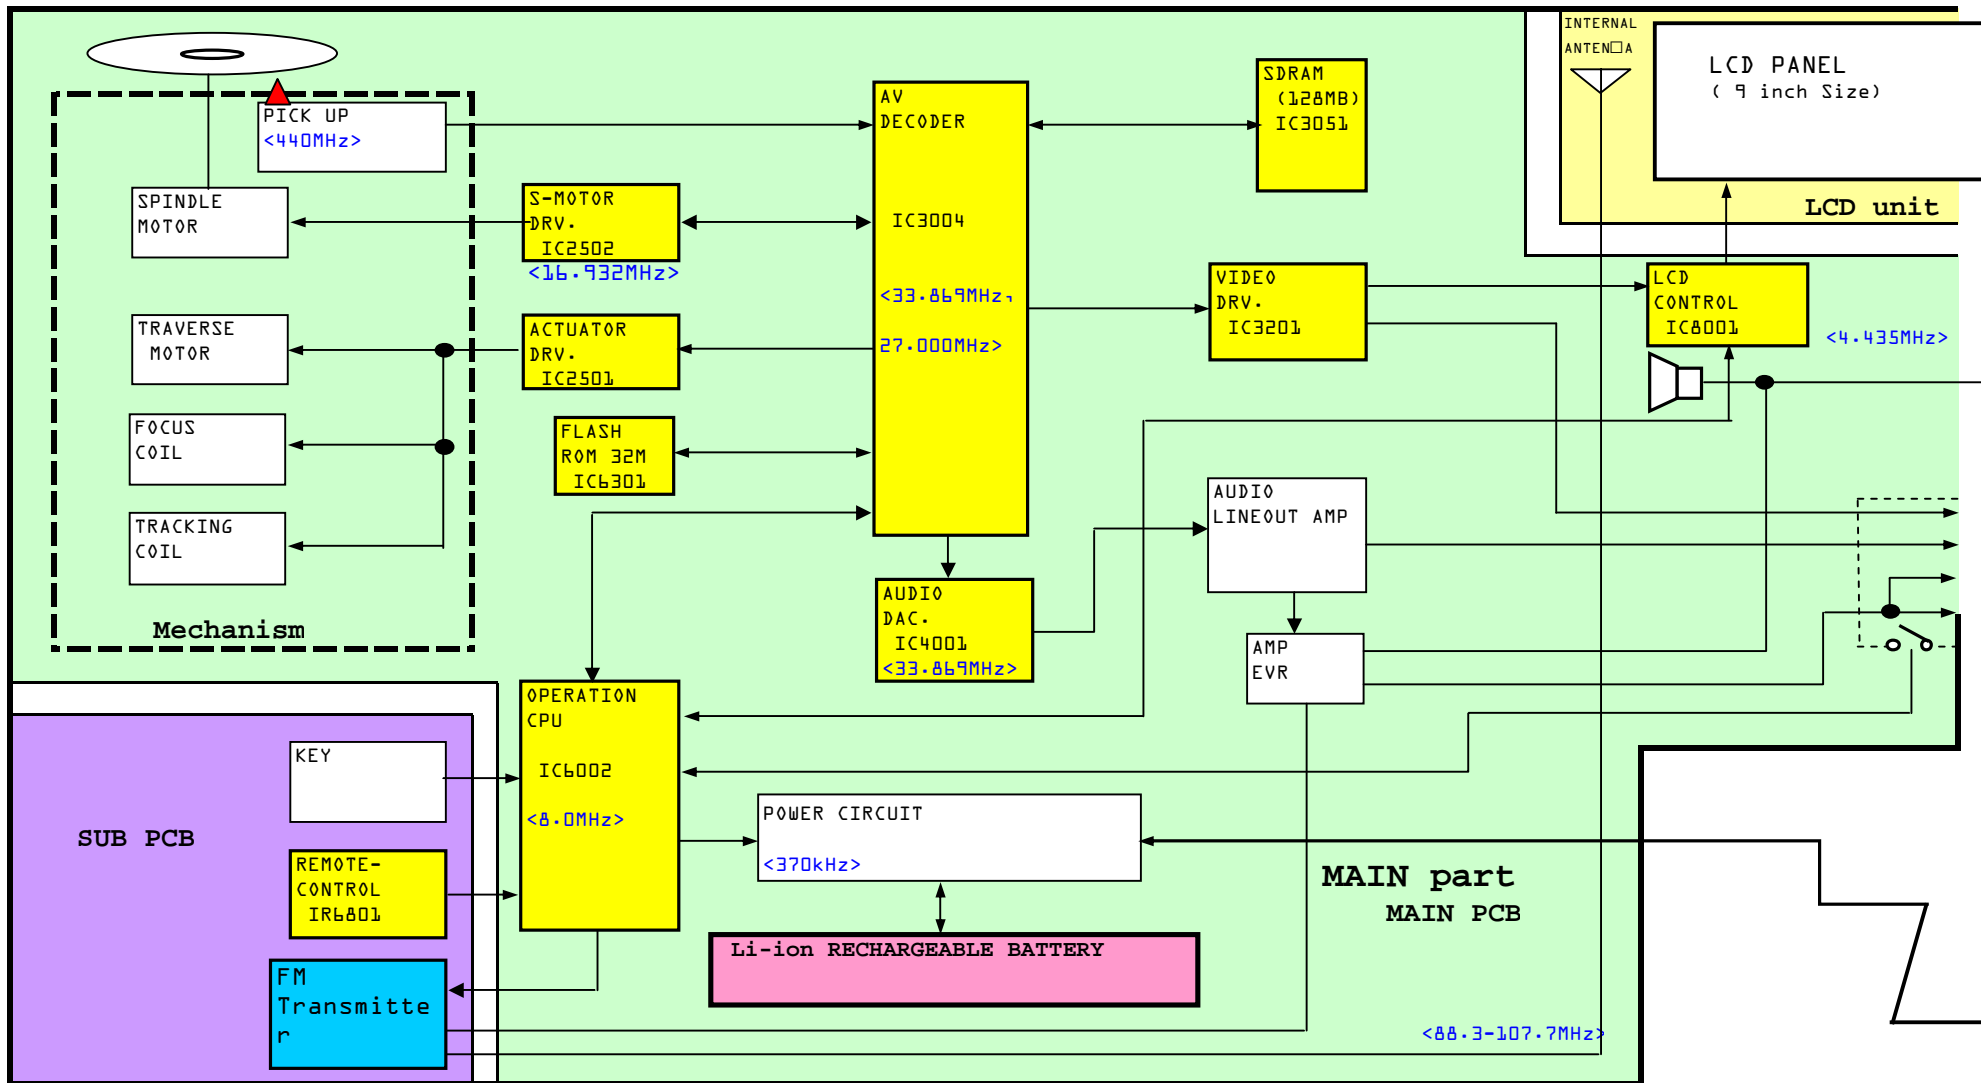 INTERNAL
ANTEN□A
LCD PANEL
( 9 inch Size)
LCD unit
PICK UP
<440MHz>
AV
DECODER
IC3004
<33.869MHz,
27.000MHz>
SDRAM
(128MB)
IC3051
SPINDLE
MOTOR
S-MOTOR
DRV.
IC2502
<16.932MHz>
VIDEO
DRV.
IC3201
LCD
CONTROL
IC8001
<4.435MHz>
TRAVERSE
MOTOR
ACTUATOR
DRV.
IC2501
FOCUS
COIL
FLASH
ROM 32M
IC6301
TRACKING
COIL
Mechanism
AUDIO
LINEOUT AMP
AUDIO
DAC.
IC4001
<33.869MHz>
AMP
EVR
OPERATION
CPU
IC6002
<8.0MHz>
KEY
SUB PCB
REMOTE-
CONTROL
IR6801
POWER CIRCUIT
<370kHz>
MAIN part
MAIN PCB
Li-ion RECHARGEABLE BATTERY
FM
Transmitte
r
<88.3-107.7MHz>